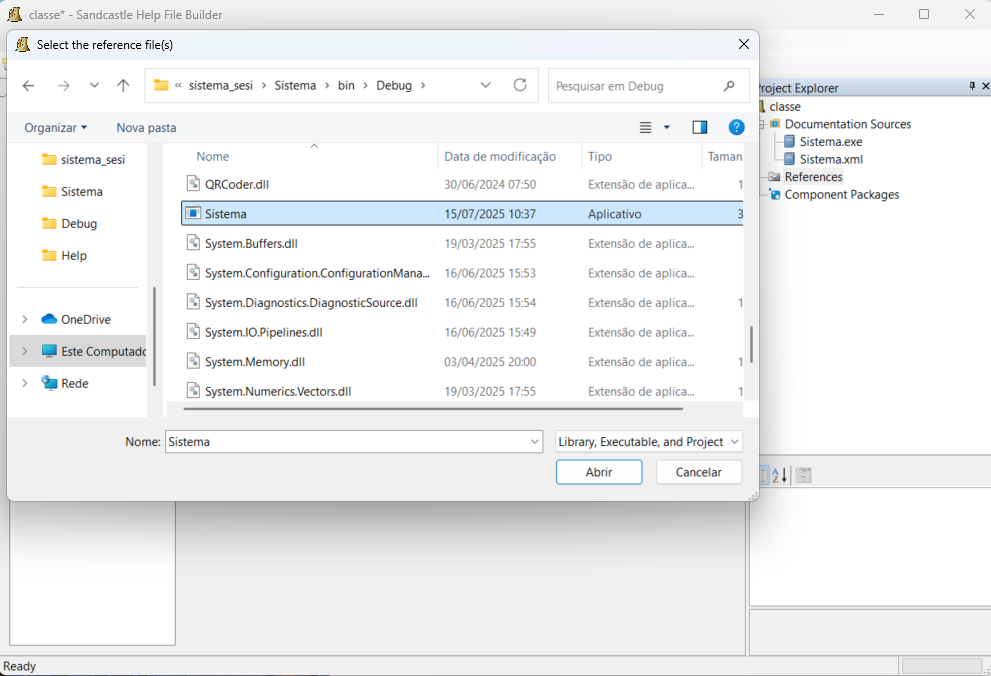 classe* - Sandcastle Help File Builder
Select the reference file(s)
« sistema_sesi > Sistema > bin > Debug >
Pesquisar em Debug
Organizar
Nova pasta
sistema_sesi
Sistema
Debug
Help
OneDrive
Este Computad
Rede
Nome Data de modificação Tipo Taman
QRCoder.dll 30/06/2024 07:50 Extensão de aplica... 1
Sistema 15/07/2025 10:37 Aplicativo 3
System.Buffers.dll 19/03/2025 17:55 Extensão de aplica...
System.Configuration.ConfigurationMana... 16/06/2025 15:53 Extensão de aplica...
System.Diagnostics.DiagnosticSource.dll 16/06/2025 15:54 Extensão de aplica... 1
System.IO.Pipelines.dll 16/06/2025 15:49 Extensão de aplica...
System.Memory.dll 03/04/2025 20:00 Extensão de aplica... 1
System.Numerics.Vectors.dll 19/03/2025 17:55 Extensão de aplica... 1
Nome: Sistema
Library, Executable, and Project
Abrir
Cancelar
roject Explorer
classe
Documentation Sources
Sistema.exe
Sistema.xml
References
Component Packages
Ready